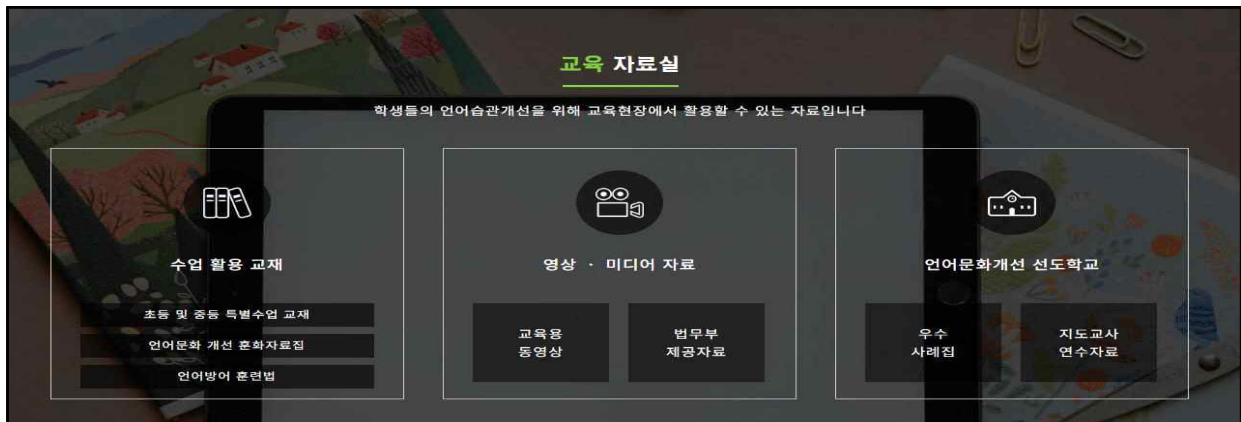 교육 자료실
학생들의 언어습관개선을 위해 교육현장에서 활용할 수 있는 자료입니다
수업 활용 교재
초등 및 중등 특별수업 교재
언어문화 개선 훈화자료집
언어방어 훈련법
영상 · 미디어 자료
교육용
동영상
법무부
제공자료
언어문화개선 선도학교
우수
사례집
지도교사
연수자료